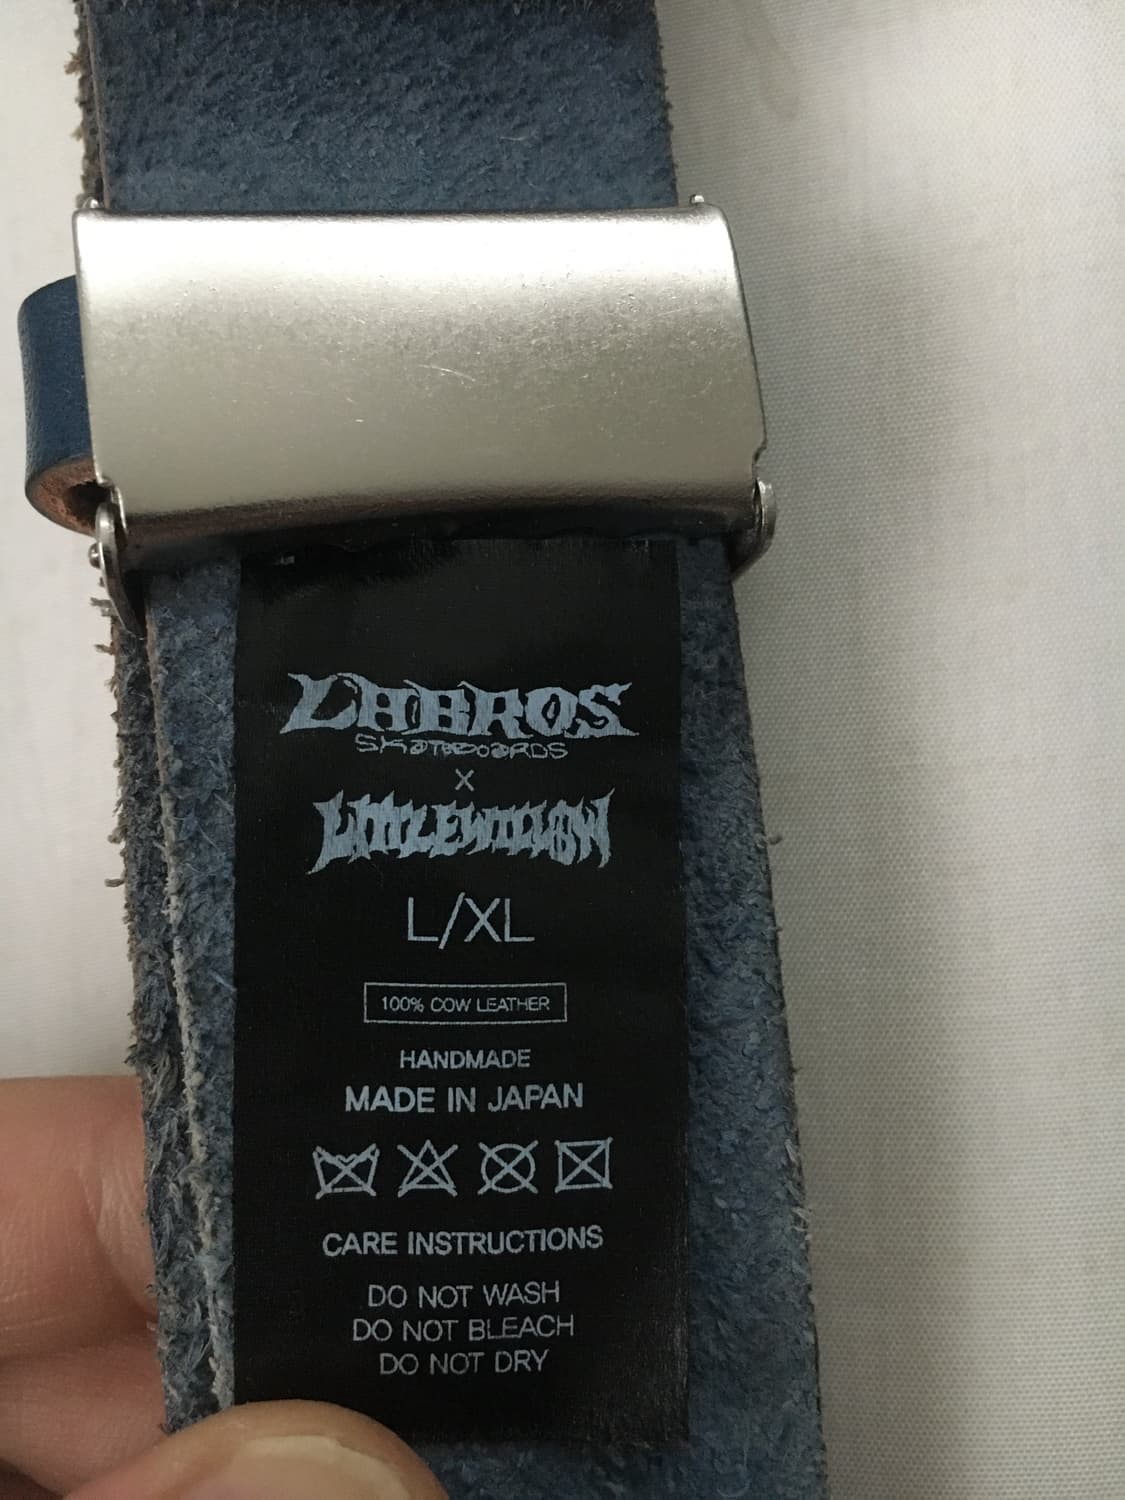 LABROS
SKATEBOARDS
X
LITTLEWILLOW
L/XL
100% COW LEATHER
HANDMADE
MADE IN JAPAN
CARE INSTRUCTIONS
DO NOT WASH
DO NOT BLEACH
DO NOT DRY